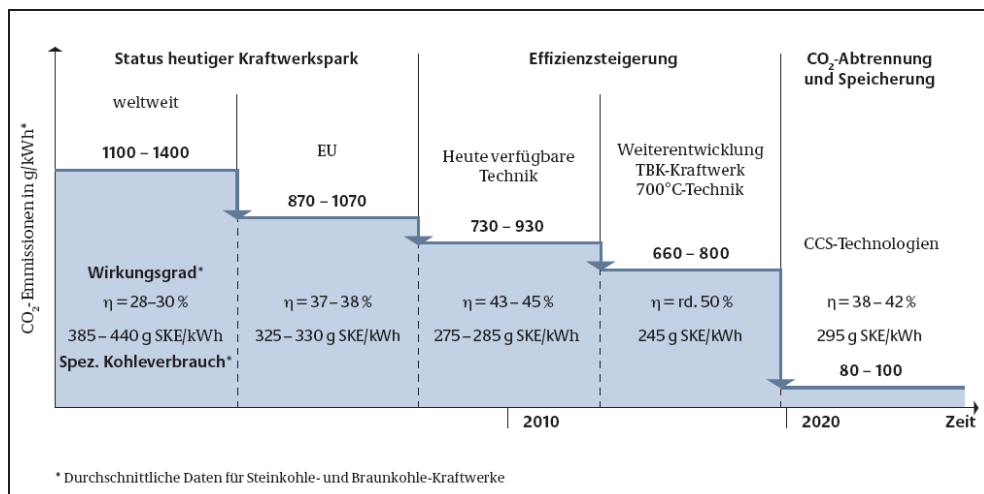 Status heutiger Kraftwerkspark
Effizienzsteigerung
CO₂-Abtrennung
und Speicherung
weltweit
EU
Heute verfügbare
Technik
Weiterentwicklung
TBK-Kraftwerk
700°C-Technik
CCS-Technologien
CO₂-Emmissionen in g/kWh*
1100 – 1400
870 – 1070
730 – 930
660 – 800
Wirkungsgrad*
η = 28–30 %
η = 37– 38 %
η = 43 – 45 %
η = rd. 50 %
η = 38 – 42 %
385 – 440 g SKE/kWh
325 – 330 g SKE/kWh
275 – 285 g SKE/kWh
245 g SKE/kWh
295 g SKE/kWh
Spez. Kohleverbrauch*
80 – 100
2010
2020
Zeit
* Durchschnittliche Daten für Steinkohle- und Braunkohle-Kraftwerke